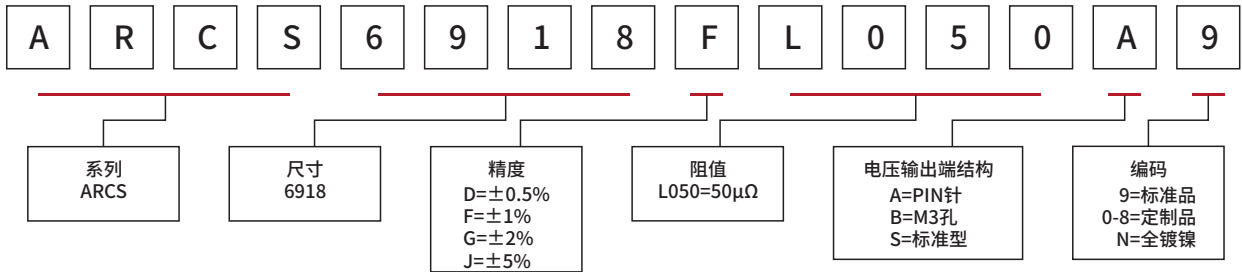 A R C S 6 9 1 8 F L 0 5 0 A 9
系列
ARCS
尺寸
6918
精度
D=±0.5%
F=±1%
G=±2%
J=±5%
阻值
L050=50μΩ
电压输出端结构
A=PIN针
B=M3孔
S=标准型
编码
9=标准品
0-8=定制品
N=全镀镍